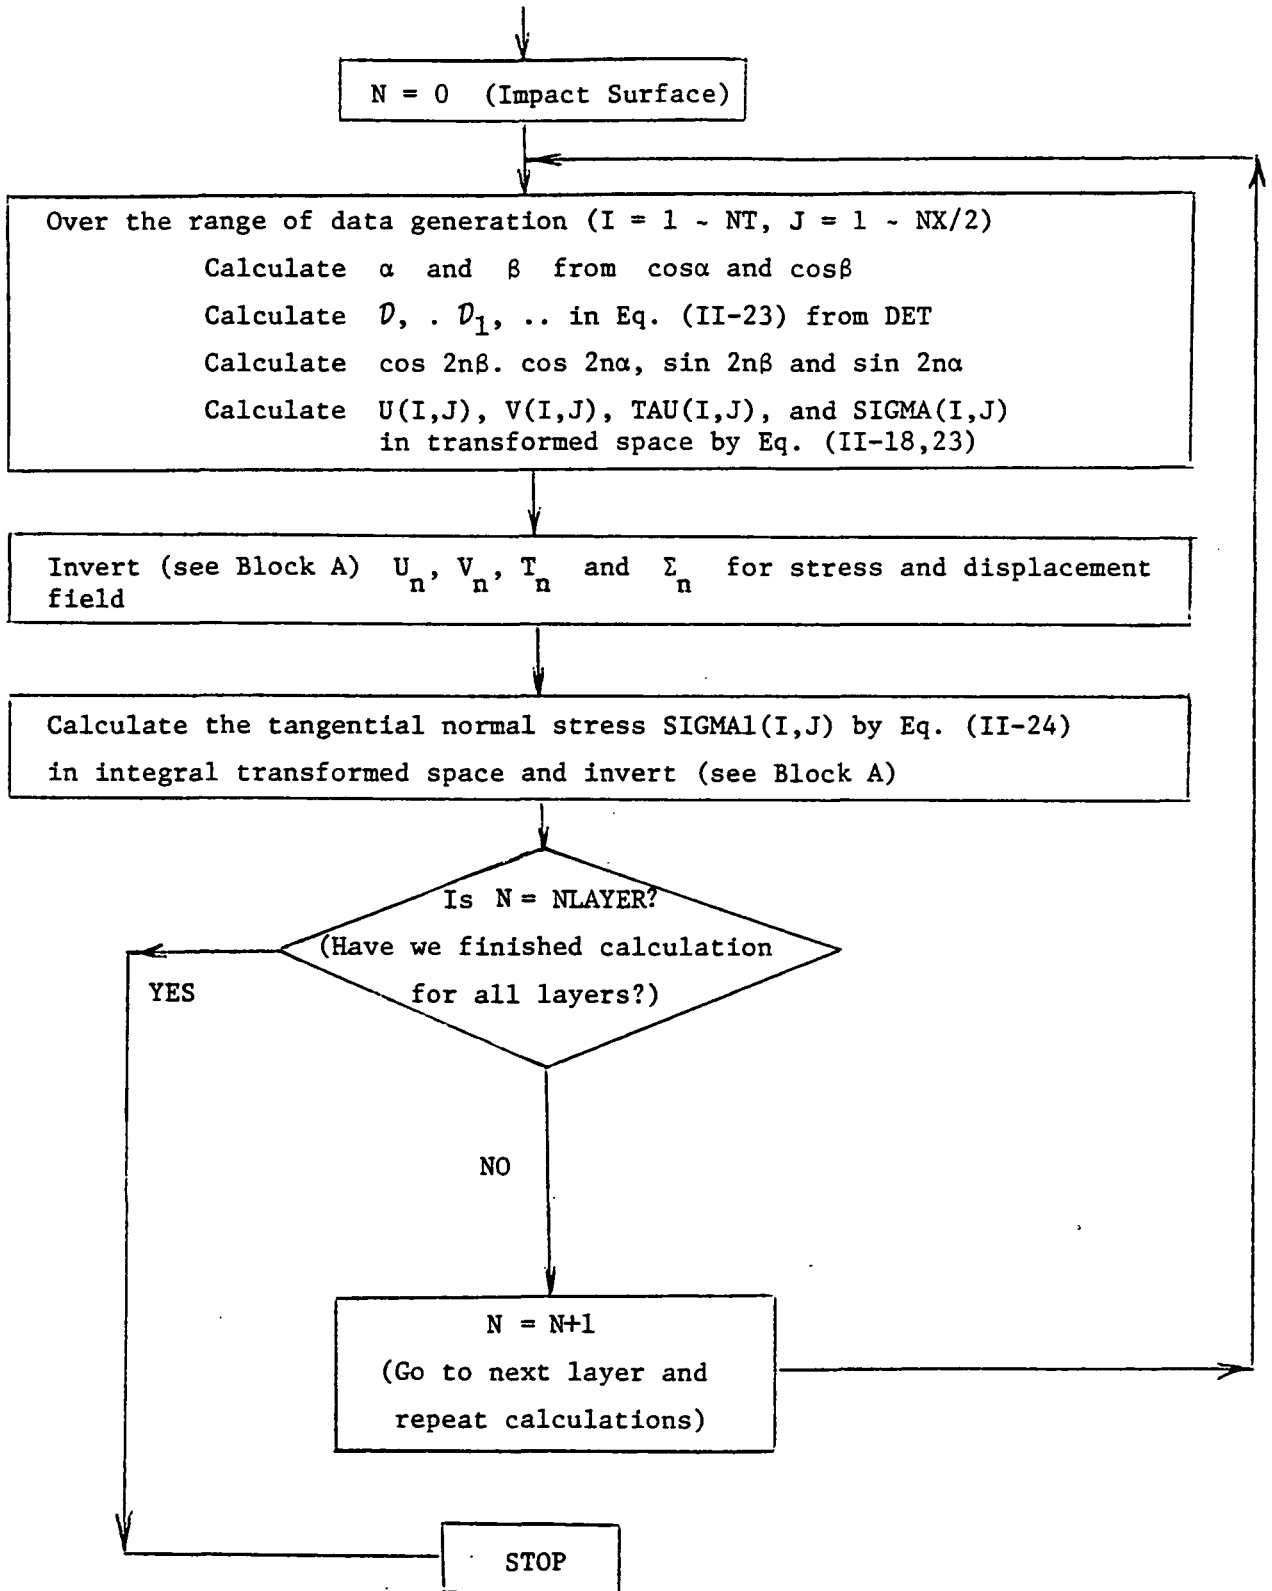 N = 0 (Impact Surface)
Over the range of data generation (I = 1 ~ NT, J = 1 ~ NX/2)
Calculate α and β from cosα and cosβ
Calculate 𝒟, . 𝒟₁, .. in Eq. (II-23) from DET
Calculate cos 2nβ. cos 2nα, sin 2nβ and sin 2nα
Calculate U(I,J), V(I,J), TAU(I,J), and SIGMA(I,J)
in transformed space by Eq. (II-18,23)
Invert (see Block A) Uₙ, Vₙ, Tₙ and Σₙ for stress and displacement
field
Calculate the tangential normal stress SIGMA1(I,J) by Eq. (II-24)
in integral transformed space and invert (see Block A)
Is N = NLAYER?
(Have we finished calculation
for all layers?)
YES
NO
N = N+1
(Go to next layer and
repeat calculations)
STOP